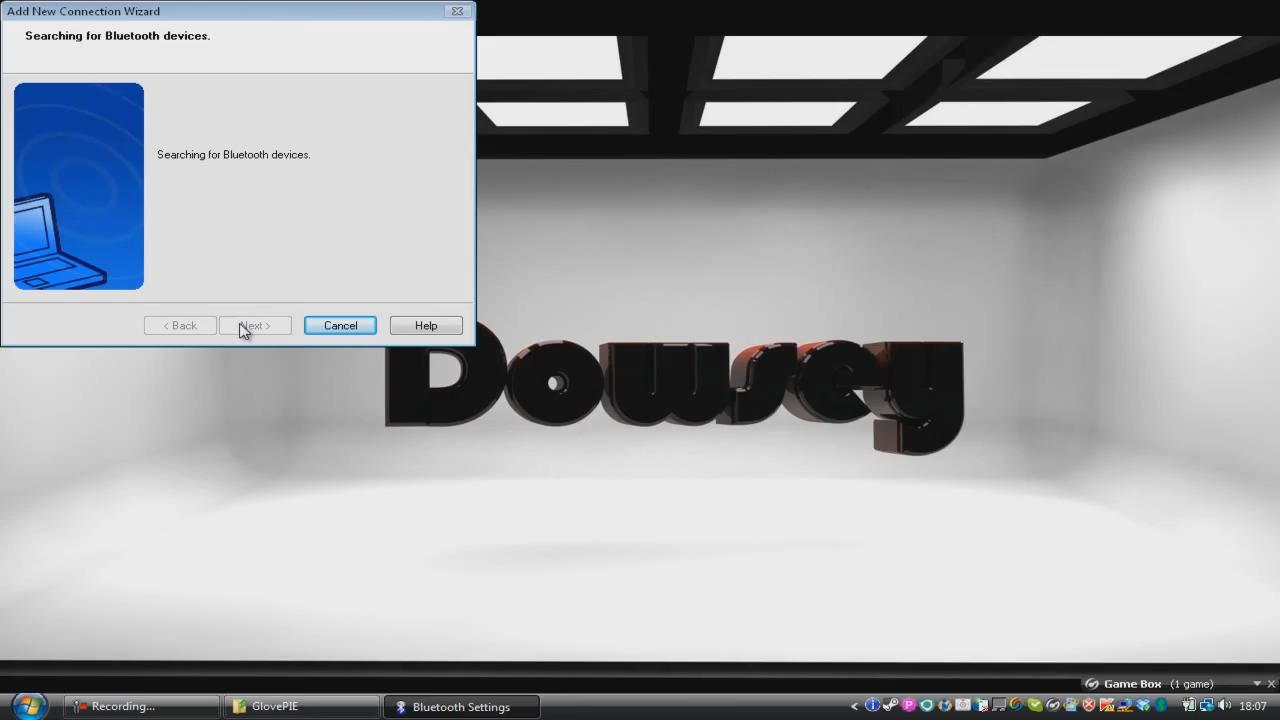 Add New Connection Wizard
Searching for Bluetooth devices.
Searching for Bluetooth devices.
< Back
Next >
Cancel
Help
Dowsey
Game Box (1 game)
Recording...
GlovePIE
Bluetooth Settings
18:07